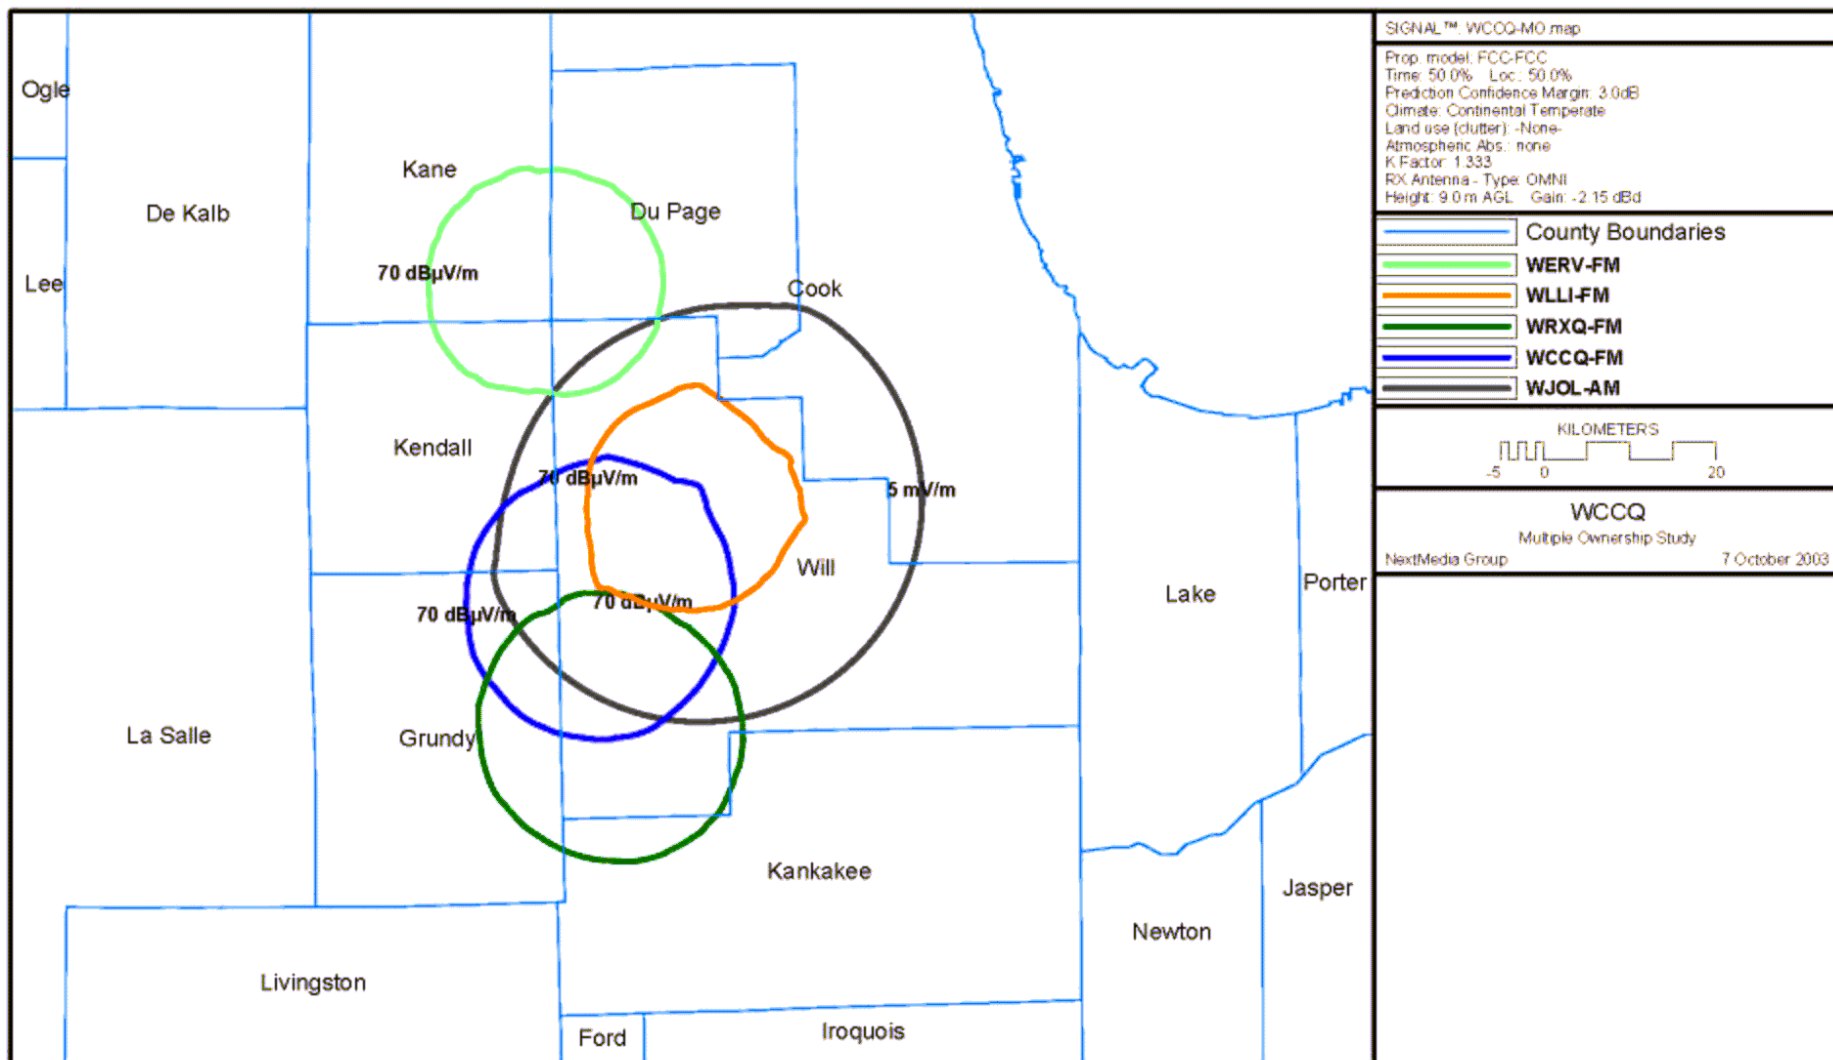 Ogle
Kane
De Kalb
Du Page
Lee
70 dBµV/m
Cook
Kendall
70 dBµV/m
5 mV/m
Will
70 dBµV/m
70 dBµV/m
Lake
Porter
La Salle
Grundy
Kankakee
Jasper
Newton
Livingston
Ford
Iroquois
SIGNAL™: WCCQ-MO.map
Prop. model: FCC-FCC
Time: 50.0% Loc.: 50.0%
Prediction Confidence Margin: 3.0dB
Climate: Continental Temperate
Land use (clutter): -None-
Atmospheric Abs.: none
K Factor: 1.333
RX Antenna - Type: OMNI
Height: 9.0 m AGL Gain: -2.15 dBd
County Boundaries
WERV-FM
WLLI-FM
WRXQ-FM
WCCQ-FM
WJOL-AM
KILOMETERS
-5 0 20
WCCQ
Multiple Ownership Study
NextMedia Group 7 October 2003